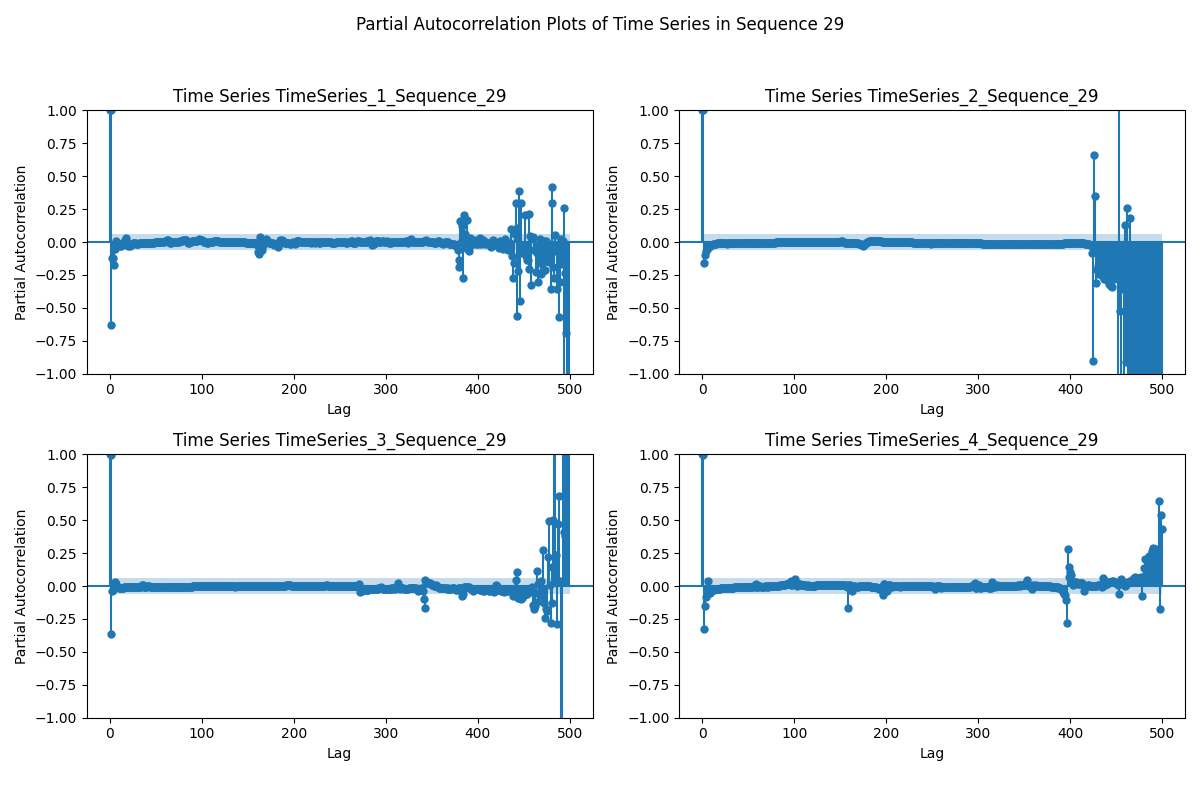 Partial Autocorrelation Plots of Time Series in Sequence 29
Time Series TimeSeries_1_Sequence_29
Partial Autocorrelation
1.00
0.75
0.50
0.25
0.00
−0.25
−0.50
−0.75
−1.00
0 100 200 300 400 500
Lag
Time Series TimeSeries_2_Sequence_29
Partial Autocorrelation
1.00
0.75
0.50
0.25
0.00
−0.25
−0.50
−0.75
−1.00
0 100 200 300 400 500
Lag
Time Series TimeSeries_3_Sequence_29
Partial Autocorrelation
1.00
0.75
0.50
0.25
0.00
−0.25
−0.50
−0.75
−1.00
0 100 200 300 400 500
Lag
Time Series TimeSeries_4_Sequence_29
Partial Autocorrelation
1.00
0.75
0.50
0.25
0.00
−0.25
−0.50
−0.75
−1.00
0 100 200 300 400 500
Lag